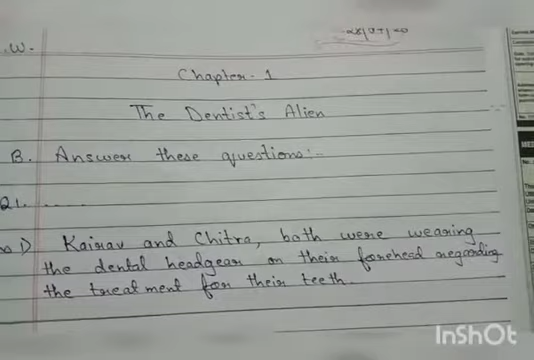 .W.
Chapter - 1
The Dentist's Alien
B. Answer these questions:-
Q1. .....
1) Kairav and Chitra, both were wearing
the dental headgear on their forehead regarding
the treatment for their teeth.
InShOt